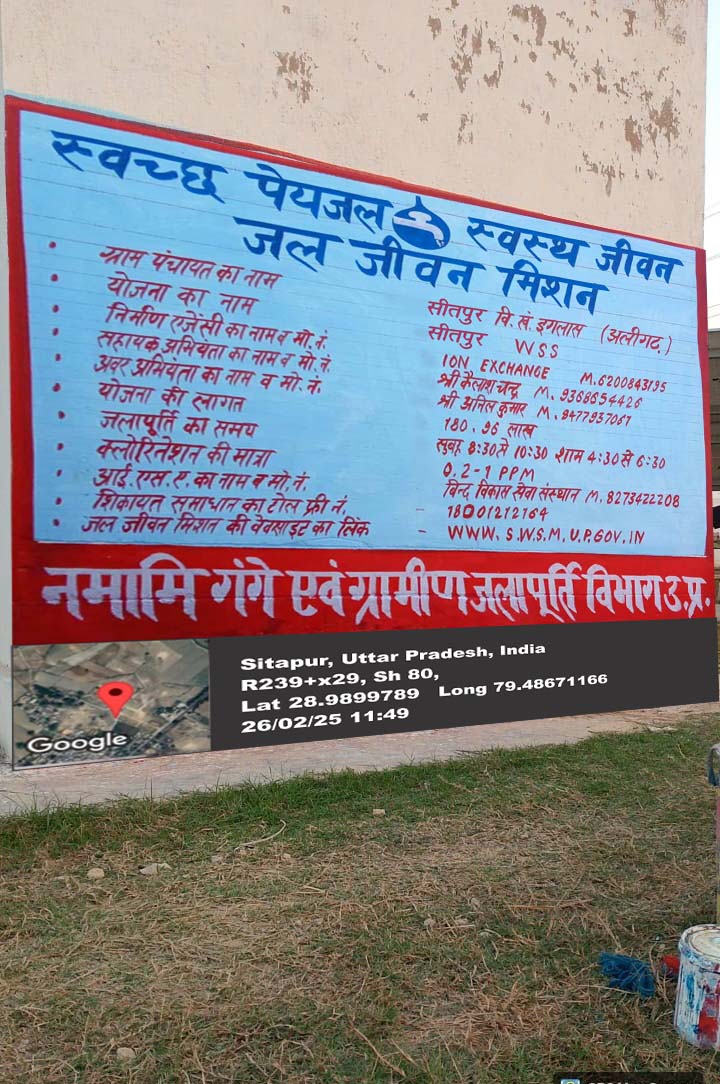 स्वच्छ पेयजल स्वस्थ जीवन
जल जीवन मिशन
• ग्राम पंचायत का नाम सीतपुर वि. खं. इगलास (अलीगढ़)
• योजना का नाम सीतपुर WSS
• निर्माण एजेंसी का नाम व मो. नं. ION EXCHANGE M.6200843195
• सहायक अभियंता का नाम व मो. नं. श्री कैलाश चन्द्र M. 9368654426
• अवर अभियंता का नाम व मो. नं. श्री अनिल कुमार M. 8477937067
• योजना की लागत 180.96 लाख
• जलापूर्ति का समय सुबह 8:30 से 10:30 शाम 4:30 से 6:30
• क्लोरिनेशन की मात्रा 0.2-1 PPM
• आई. एस. ए. का नाम व मो. नं. विन्द विकास सेवा संस्थान M. 8273422208
• शिकायत समाधान का टोल फ्री नं. - 18001212164
• जल जीवन मिशन की वेवसाइट का लिंक - WWW.S.W.S.M.U.P.GOV.IN
नमामि गंगे एवं ग्रामीण जलापूर्ति विभाग उ.प्र.
Sitapur, Uttar Pradesh, India
R239+x29, Sh 80,
Lat 28.9899789 Long 79.48671166
26/02/25 11:49
Google